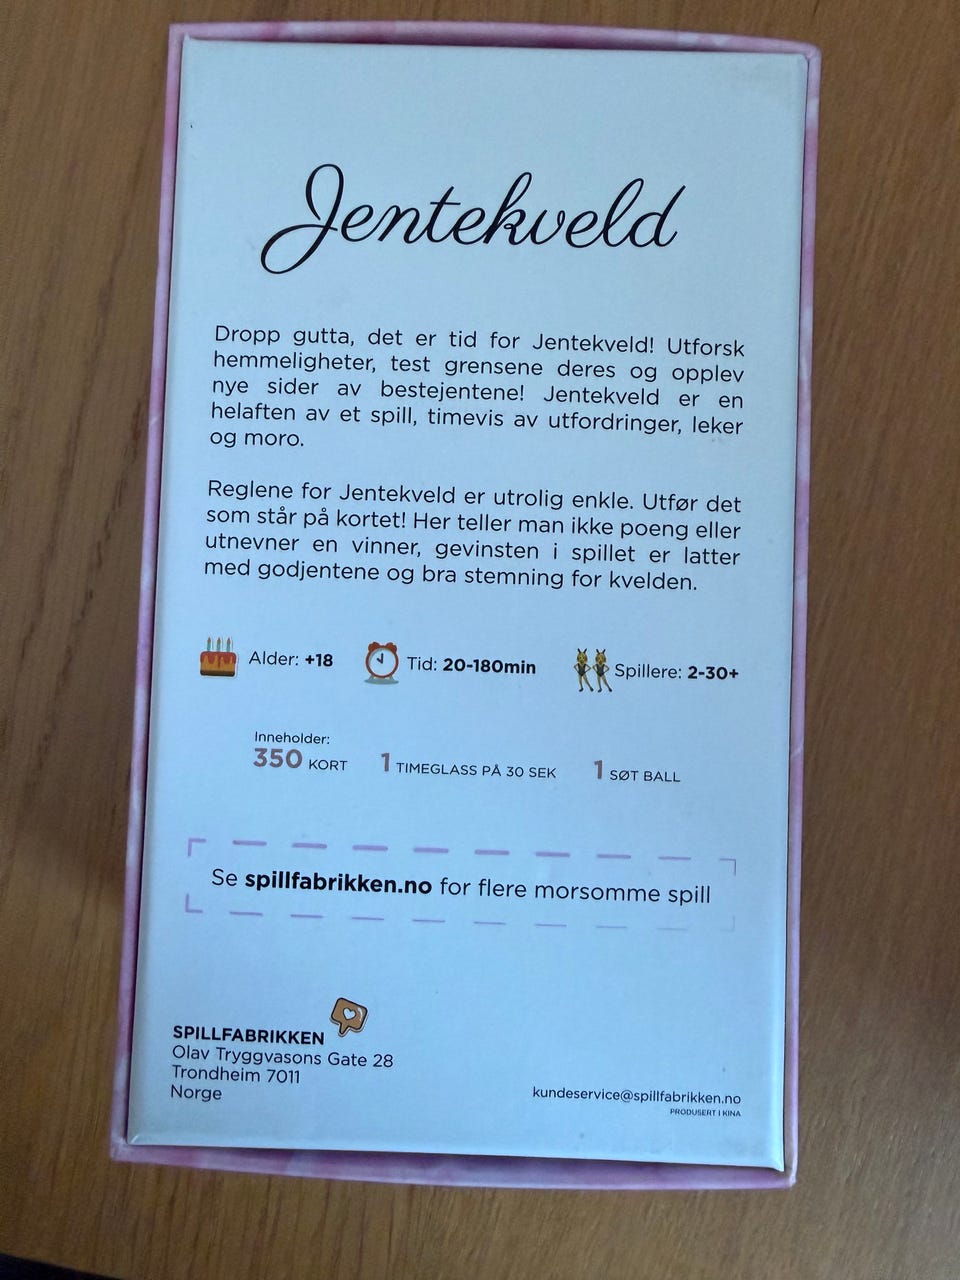 Jentekveld
Dropp gutta, det er tid for Jentekveld! Utforsk
hemmeligheter, test grensene deres og opplev
nye sider av bestejentene! Jentekveld er en
helaften av et spill, timevis av utfordringer, leker
og moro.
Reglene for Jentekveld er utrolig enkle. Utfør det
som står på kortet! Her teller man ikke poeng eller
utnevner en vinner, gevinsten i spillet er latter
med godjentene og bra stemning for kvelden.
Alder: +18 Tid: 20-180min Spillere: 2-30+
Inneholder:
350 KORT 1 TIMEGLASS PÅ 30 SEK 1 SØT BALL
Se spillfabrikken.no for flere morsomme spill
SPILLFABRIKKEN
Olav Tryggvasons Gate 28
Trondheim 7011
Norge
kundeservice@spillfabrikken.no
PRODUSERT I KINA